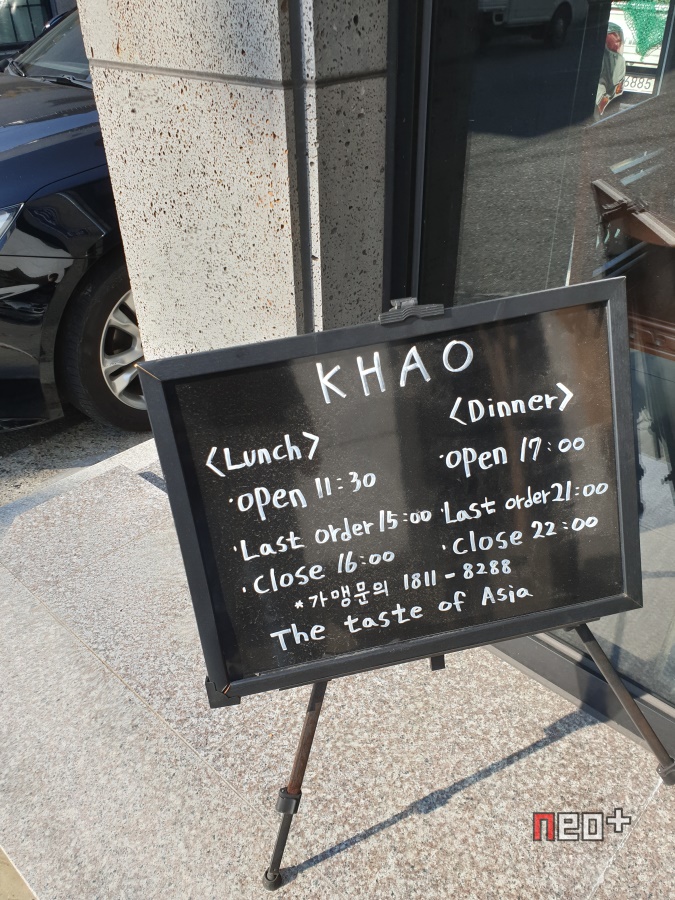 KHAO
<Lunch>
·open 11:30
·Last order 15:00
·Close 16:00
<Dinner>
·open 17:00
·Last order 21:00
·Close 22:00
*가맹문의 1811-8288
The taste of Asia
neo+